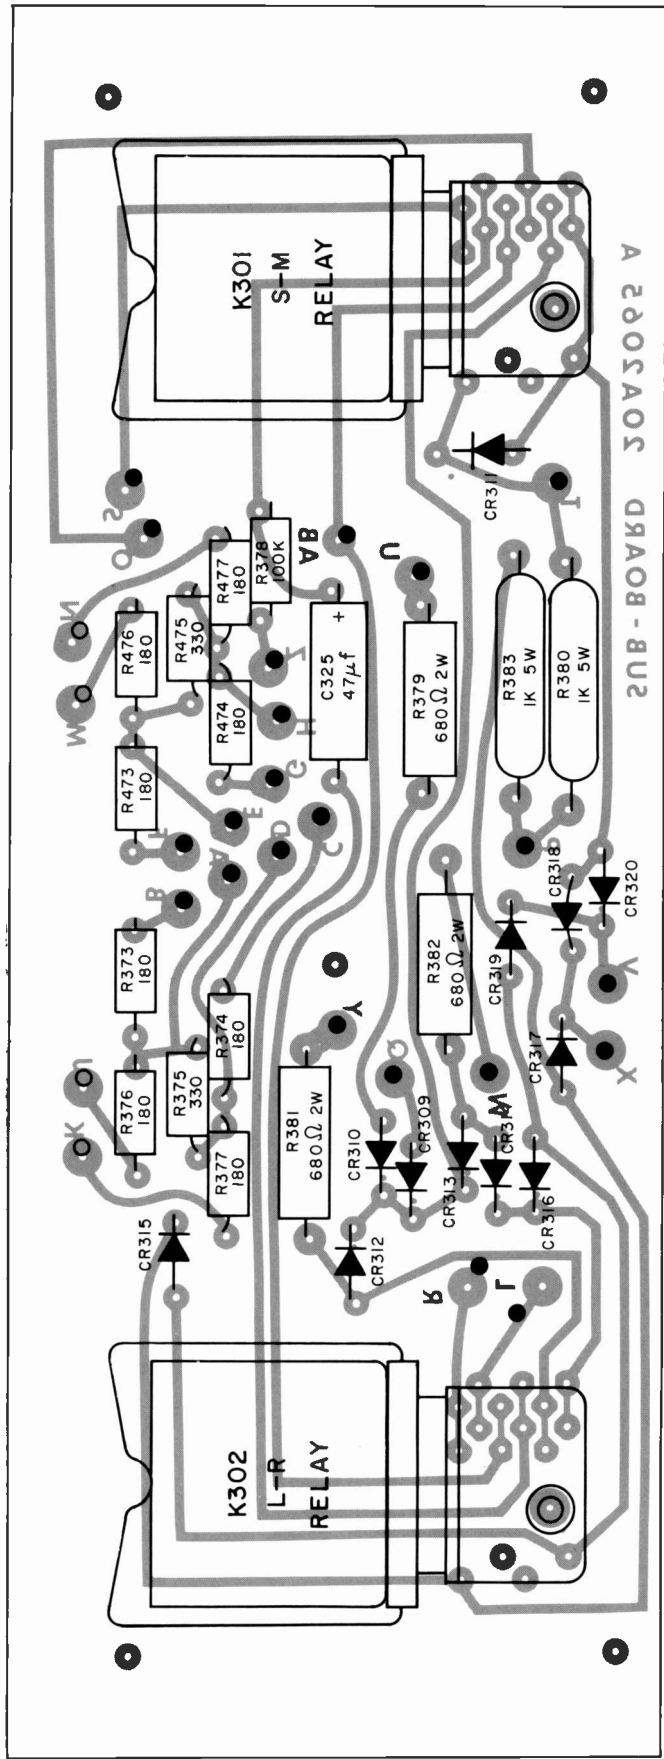 K301
S-M
RELAY
SUB-BOARD 20A2065 A
CR311
S
O
T
8A
U
N
W
R477
180
R378
100K
R476
180
R475
330
R474
180
Z
H
G
C325
+
47µf
R379
680Ω 2W
R383
1K 5W
R380
1K 5W
R473
180
F
E
D
C
A
B
P
CR318
CR320
CR319
R382
680Ω 2W
R373
180
R374
180
R375
330
R376
180
R377
180
K
Y
V
X
CR317
R381
680Ω 2W
CR310
CR309
CR313
CR316
CR312
CR315
R
L
K302
L-R
RELAY